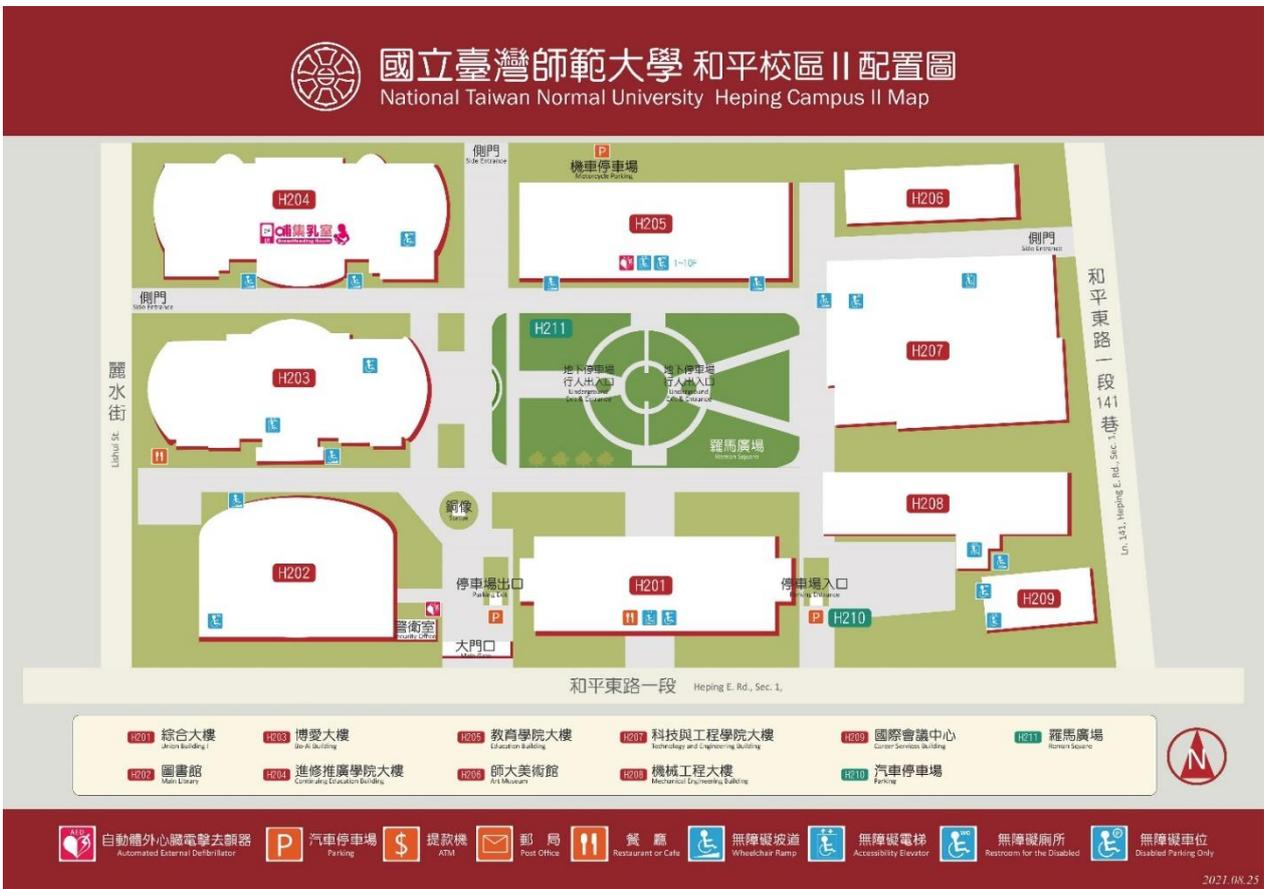 國立臺灣師範大學 和平校區 II 配置圖
National Taiwan Normal University Heping Campus II Map
側門
Side Entrance
P
機車停車場
Motorcycle Parking
H204
哺集乳室
Breastfeeding Room
H205
1~10F
H206
側門
Side Entrance
側門
Side Entrance
H211
H207
和平東路一段141巷
Ln. 141, Heping E. Rd., Sec. 1,
麗水街
Lishui St.
H203
地下停車場
行人出入口
Underground
Exit & Entrance
地下停車場
行人出入口
Underground
Exit & Entrance
羅馬廣場
Roman Square
銅像
Statue
H208
H202
停車場出口
Parking Exit
P
H201
停車場入口
Parking Entrance
P
H210
H209
警衛室
Security Office
大門口
Main Gate
和平東路一段 Heping E. Rd., Sec. 1,
H201 綜合大樓
Union Building I
H203 博愛大樓
Bo-Ai Building
H205 教育學院大樓
Education Building
H207 科技與工程學院大樓
Technology and Engineering Building
H209 國際會議中心
Career Services Building
H211 羅馬廣場
Roman Square
H202 圖書館
Main Library
H204 進修推廣學院大樓
Continuing Education Building
H206 師大美術館
Art Museum
H208 機械工程大樓
Mechanical Engineering Building
H210 汽車停車場
Parking
N
AED
自動體外心臟電擊去顫器
Automated External Defibrillator
P
汽車停車場
Parking
$
提款機
ATM
郵局
Post Office
餐廳
Restaurant or Cafe
無障礙坡道
Wheelchair Ramp
無障礙電梯
Accessibility Elevator
WC
無障礙廁所
Restroom for the Disabled
P
無障礙車位
Disabled Parking Only
2021.08.25